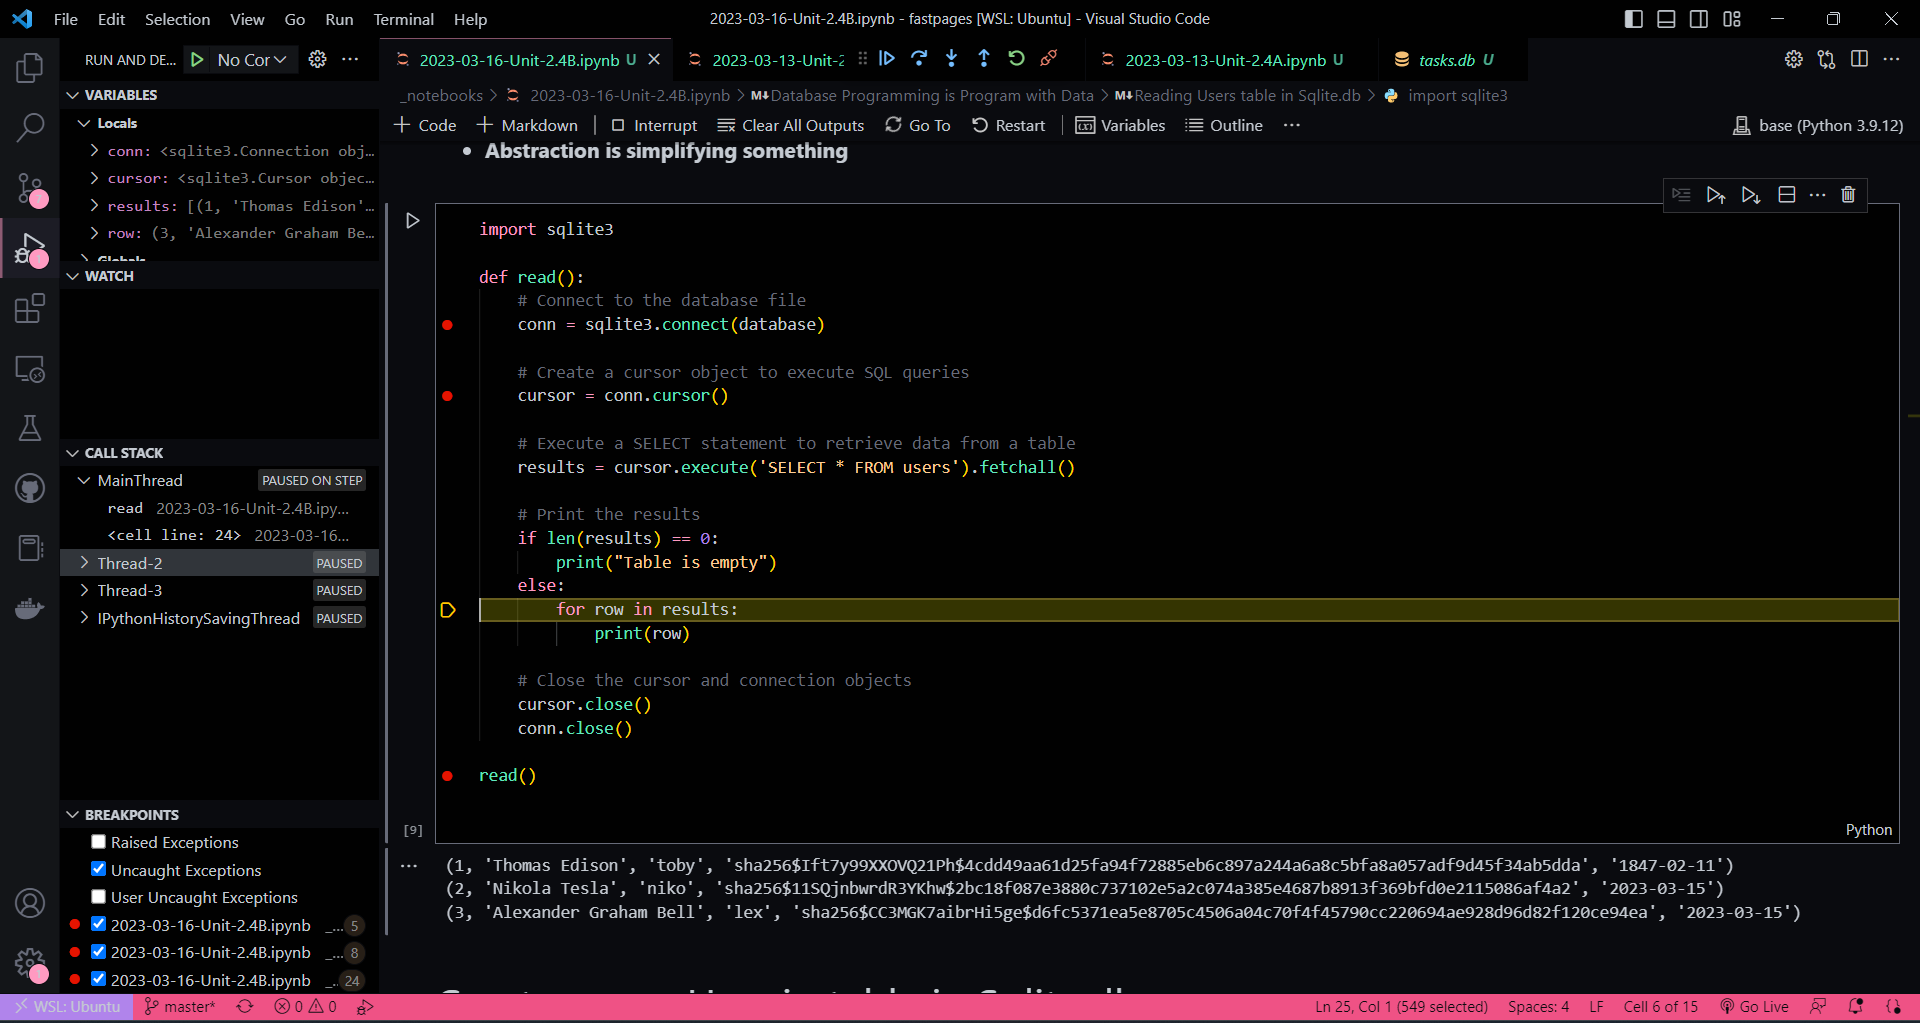 File Edit Selection View Go Run Terminal Help
2023-03-16-Unit-2.4B.ipynb - fastpages [WSL: Ubuntu] - Visual Studio Code
RUN AND DE... No Cor
2023-03-16-Unit-2.4B.ipynb U
2023-03-13-Unit-2
2023-03-13-Unit-2.4A.ipynb U
tasks.db U
_notebooks > 2023-03-16-Unit-2.4B.ipynb > M↓Database Programming is Program with Data > M↓Reading Users table in Sqlite.db > import sqlite3
+ Code + Markdown | Interrupt Clear All Outputs Go To Restart | Variables Outline ...
base (Python 3.9.12)
VARIABLES
Locals
conn: <sqlite3.Connection obj...
cursor: <sqlite3.Cursor objec...
results: [(1, 'Thomas Edison'...
row: (3, 'Alexander Graham Be...
Globals
WATCH
CALL STACK
MainThread PAUSED ON STEP
read 2023-03-16-Unit-2.4B.ipy...
<cell line: 24> 2023-03-16...
Thread-2 PAUSED
Thread-3 PAUSED
IPythonHistorySavingThread PAUSED
BREAKPOINTS
Raised Exceptions
Uncaught Exceptions
User Uncaught Exceptions
2023-03-16-Unit-2.4B.ipynb _... 5
2023-03-16-Unit-2.4B.ipynb _... 8
2023-03-16-Unit-2.4B.ipynb _... 24
• Abstraction is simplifying something
import sqlite3
def read():
# Connect to the database file
conn = sqlite3.connect(database)
# Create a cursor object to execute SQL queries
cursor = conn.cursor()
# Execute a SELECT statement to retrieve data from a table
results = cursor.execute('SELECT * FROM users').fetchall()
# Print the results
if len(results) == 0:
print("Table is empty")
else:
for row in results:
print(row)
# Close the cursor and connection objects
cursor.close()
conn.close()
read()
[9]
Python
(1, 'Thomas Edison', 'toby', 'sha256$Ift7y99XXOVQ21Ph$4cdd49aa61d25fa94f72885eb6c897a244a6a8c5bfa8a057adf9d45f34ab5dda', '1847-02-11')
(2, 'Nikola Tesla', 'niko', 'sha256$11SQjnbwrdR3YKhw$2bc18f087e3880c737102e5a2c074a385e4687b8913f369bfd0e2115086af4a2', '2023-03-15')
(3, 'Alexander Graham Bell', 'lex', 'sha256$CC3MGK7aibrHi5ge$d6fc5371ea5e8705c4506a04c70f4f45790cc220694ae928d96d82f120ce94ea', '2023-03-15')
WSL: Ubuntu master* 0 0
Ln 25, Col 1 (549 selected) Spaces: 4 LF Cell 6 of 15 Go Live